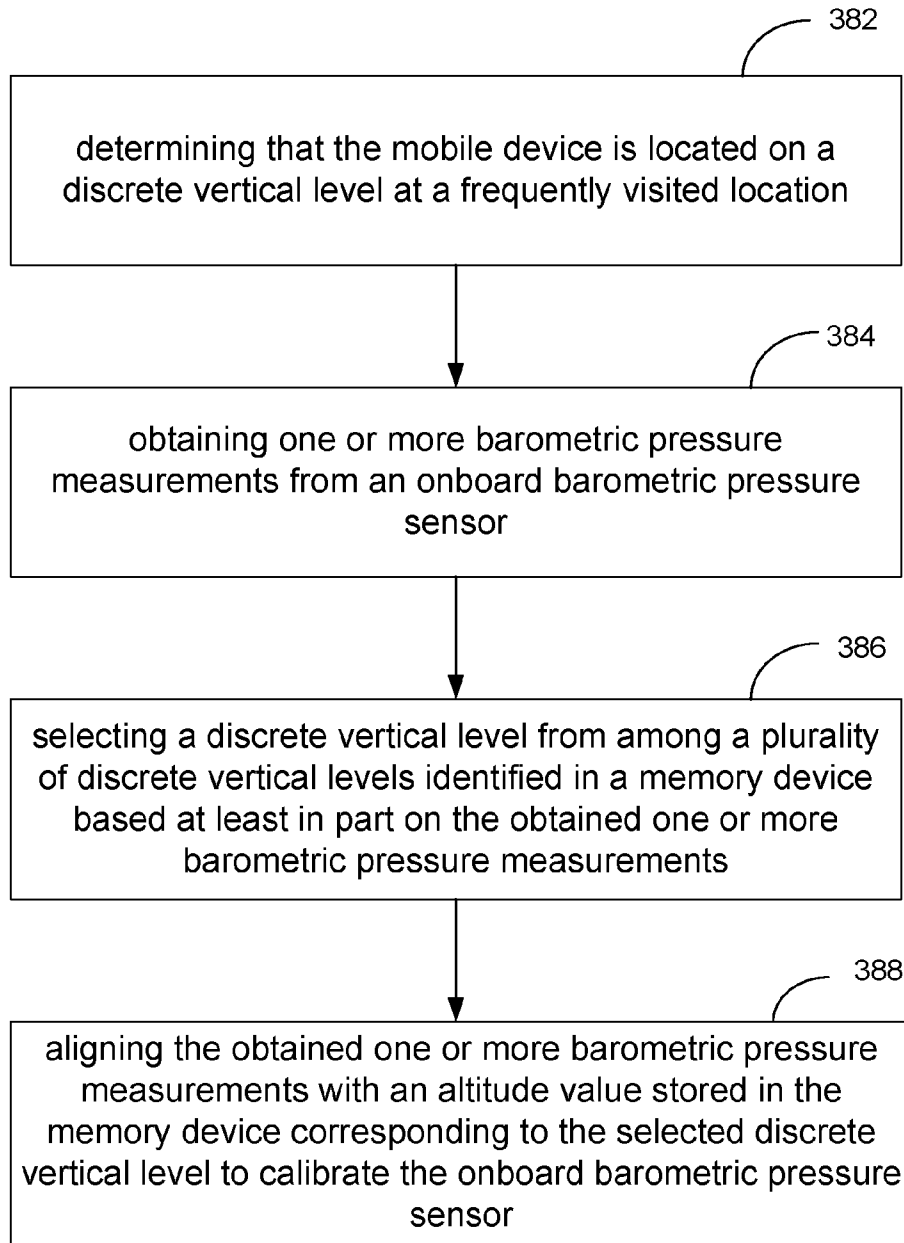 382
determining that the mobile device is located on a
discrete vertical level at a frequently visited location
384
obtaining one or more barometric pressure
measurements from an onboard barometric pressure
sensor
386
selecting a discrete vertical level from among a plurality
of discrete vertical levels identified in a memory device
based at least in part on the obtained one or more
barometric pressure measurements
388
aligning the obtained one or more barometric pressure
measurements with an altitude value stored in the
memory device corresponding to the selected discrete
vertical level to calibrate the onboard barometric pressure
sensor